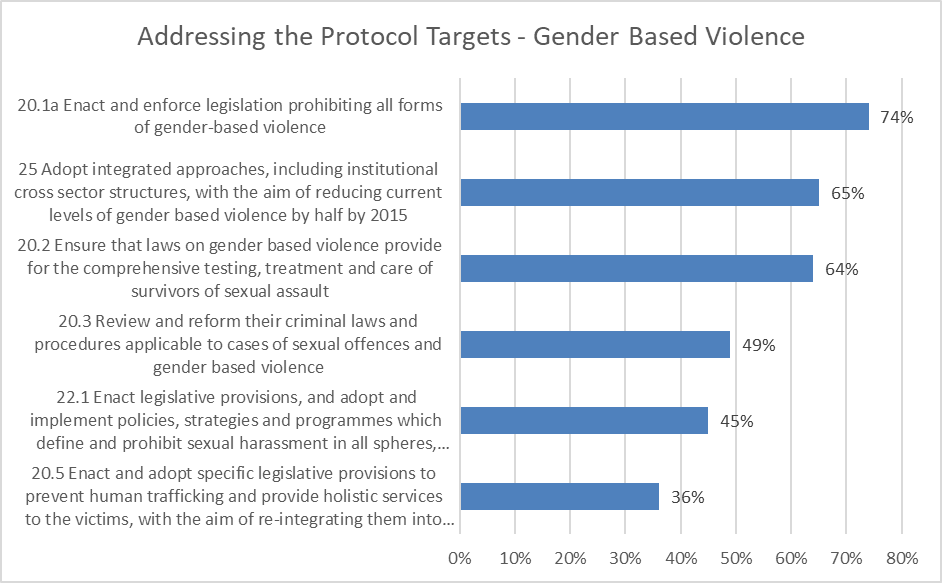 Addressing the Protocol Targets - Gender Based Violence
20.1a Enact and enforce legislation prohibiting all forms
of gender-based violence
74%
25 Adopt integrated approaches, including institutional
cross sector structures, with the aim of reducing current
levels of gender based violence by half by 2015
65%
20.2 Ensure that laws on gender based violence provide
for the comprehensive testing, treatment and care of
survivors of sexual assault
64%
20.3 Review and reform their criminal laws and
procedures applicable to cases of sexual offences and
gender based violence
49%
22.1 Enact legislative provisions, and adopt and
implement policies, strategies and programmes which
define and prohibit sexual harassment in all spheres,…
45%
20.5 Enact and adopt specific legislative provisions to
prevent human trafficking and provide holistic services
to the victims, with the aim of re-integrating them into…
36%
0% 10% 20% 30% 40% 50% 60% 70% 80%